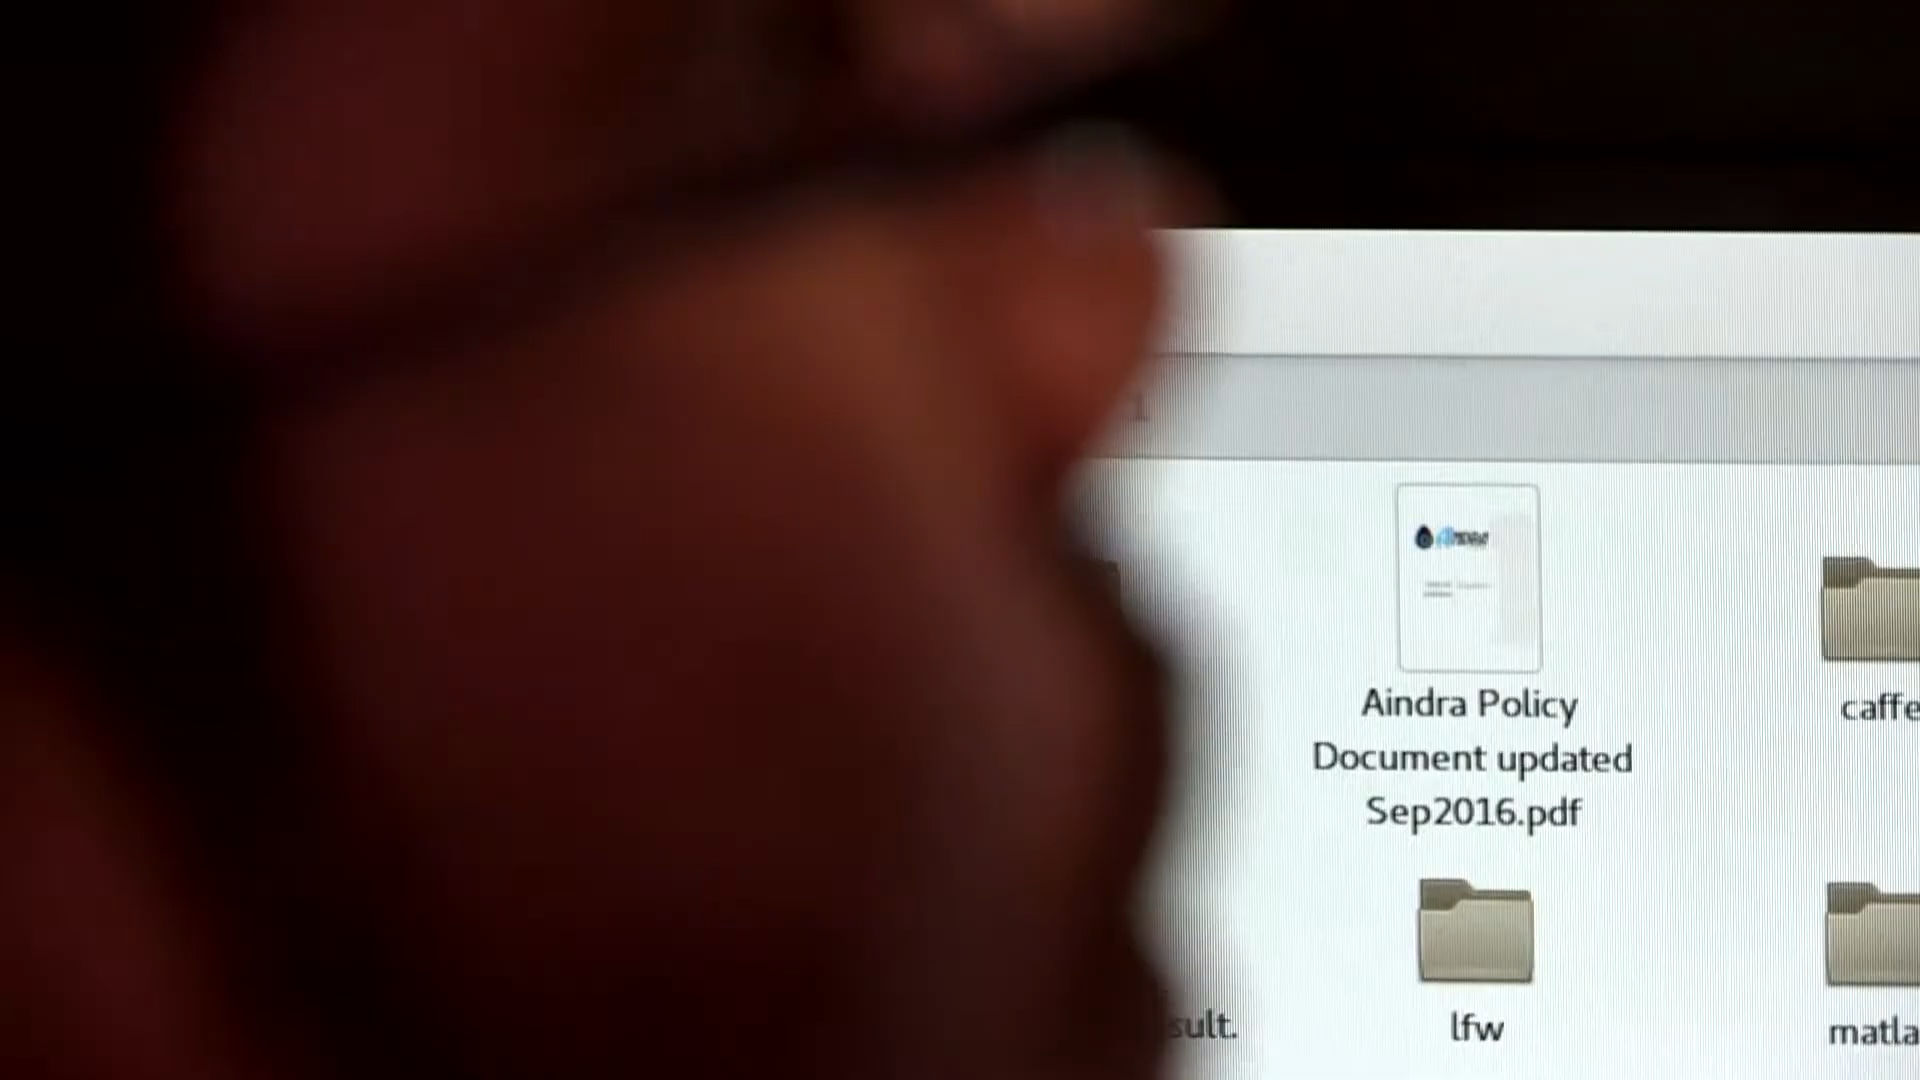 Aindra Policy
Document updated
Sep2016.pdf
caffe
sult.
lfw
matla